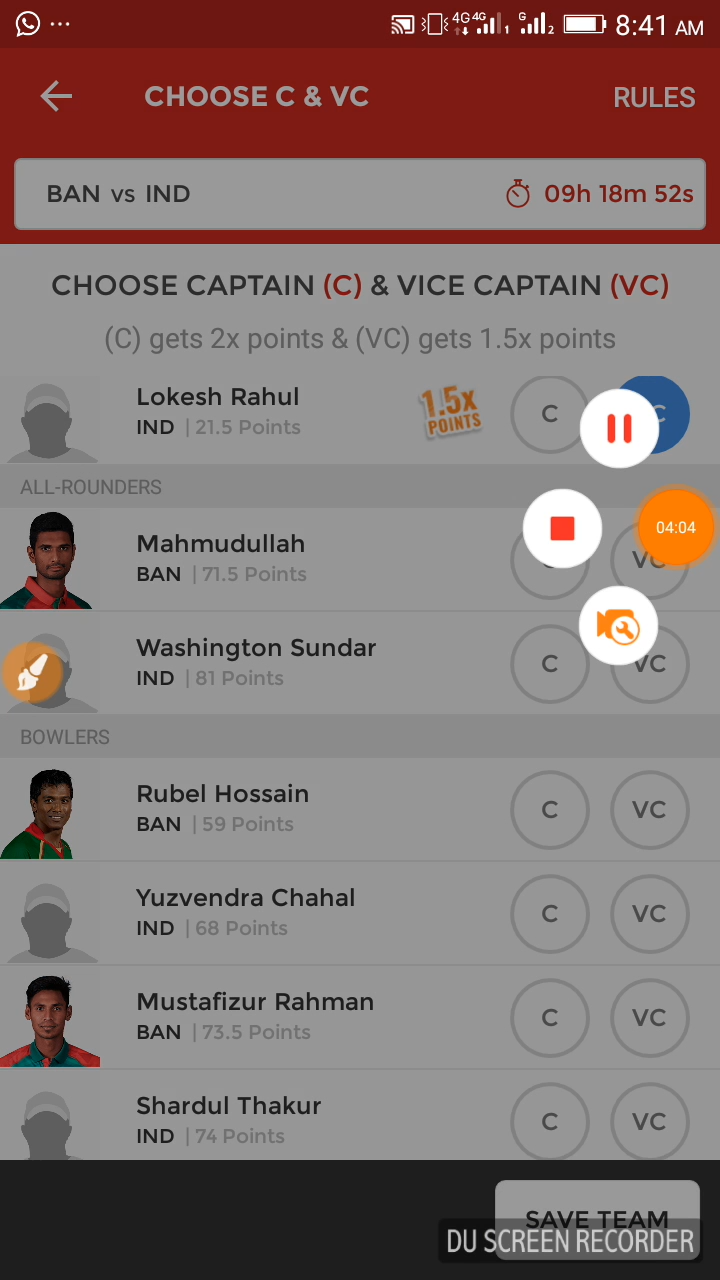 4G 4G 1 G 2 8:41 AM
CHOOSE C & VC RULES
BAN vs IND 09h 18m 52s
CHOOSE CAPTAIN (C) & VICE CAPTAIN (VC)
(C) gets 2x points & (VC) gets 1.5x points
Lokesh Rahul
IND | 21.5 Points
1.5x
POINTS
C
ALL-ROUNDERS
Mahmudullah
BAN | 71.5 Points
04:04
Washington Sundar
IND | 81 Points
C VC
BOWLERS
Rubel Hossain
BAN | 59 Points
C VC
Yuzvendra Chahal
IND | 68 Points
C VC
Mustafizur Rahman
BAN | 73.5 Points
C VC
Shardul Thakur
IND | 74 Points
C VC
SAVE TEAM
DU SCREEN RECORDER